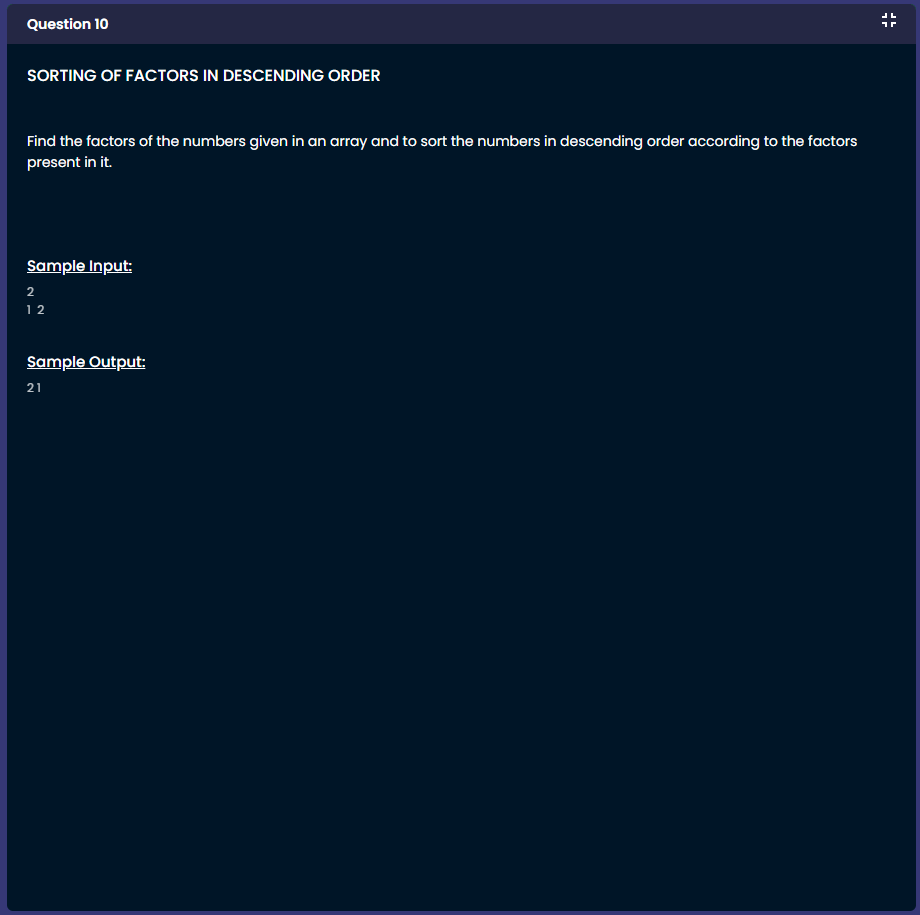 Question 10
SORTING OF FACTORS IN DESCENDING ORDER
Find the factors of the numbers given in an array and to sort the numbers in descending order according to the factors
present in it.
Sample Input:
2
1 2
Sample Output:
2 1